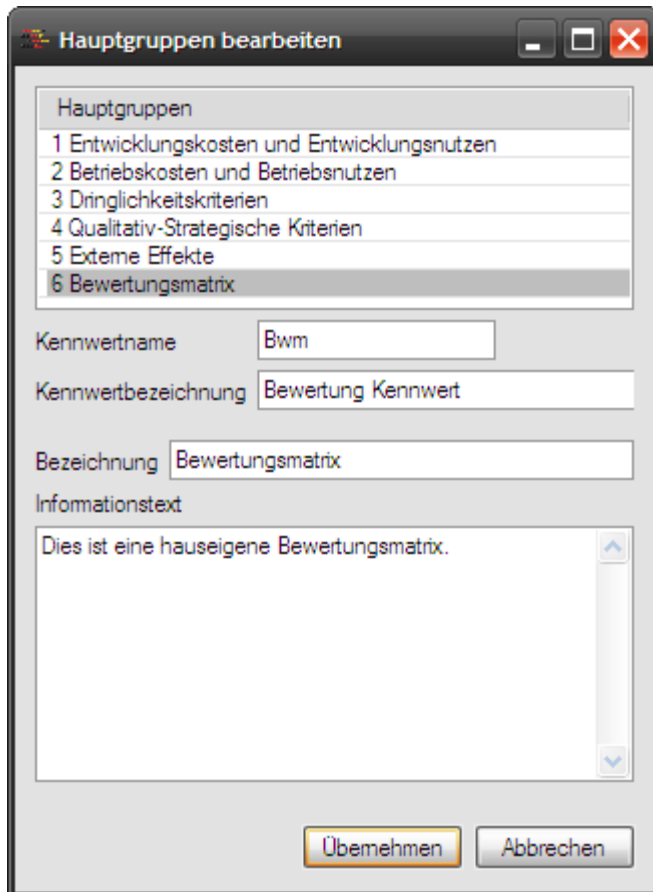 Hauptgruppen bearbeiten
Hauptgruppen
1 Entwicklungskosten und Entwicklungsnutzen
2 Betriebskosten und Betriebsnutzen
3 Dringlichkeitskriterien
4 Qualitativ-Strategische Kriterien
5 Externe Effekte
6 Bewertungsmatrix
Kennwertname Bwm
Kennwertbezeichnung Bewertung Kennwert
Bezeichnung Bewertungsmatrix
Informationstext
Dies ist eine hauseigene Bewertungsmatrix.
Übernehmen Abbrechen